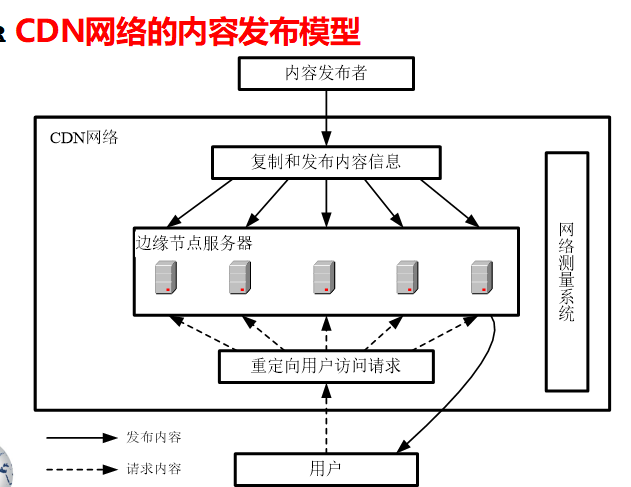 R CDN网络的内容发布模型
内容发布者
CDN网络
复制和发布内容信息
边缘节点服务器
网络测量系统
重定向用户访问请求
发布内容
请求内容
用户